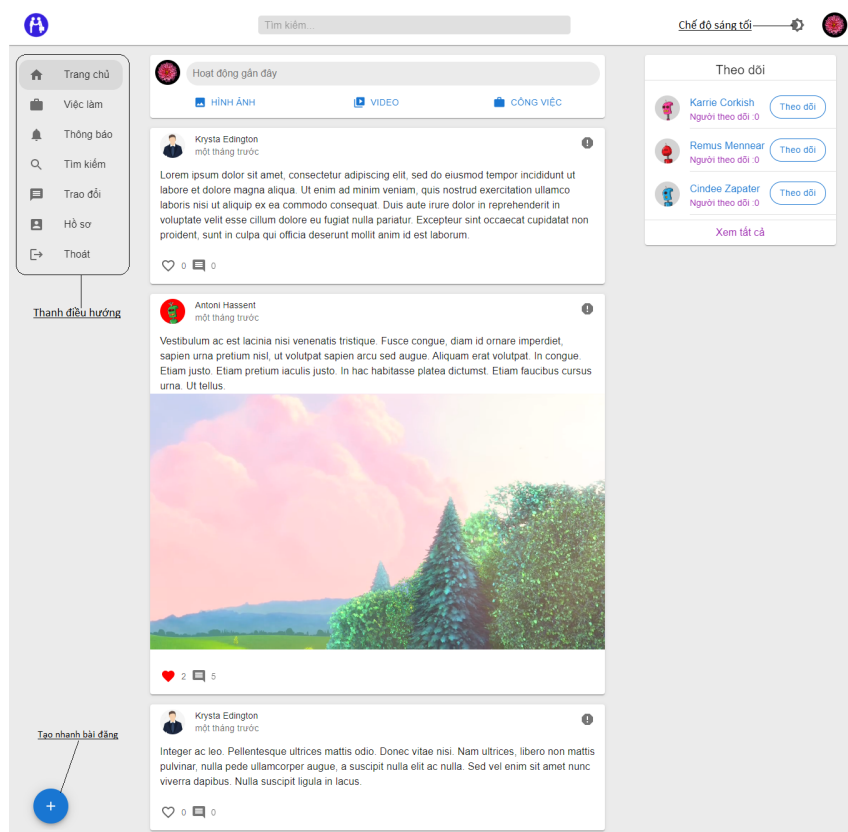 Tìm kiếm...
Chế độ sáng tối
Trang chủ
Việc làm
Thông báo
Tìm kiếm
Trao đổi
Hồ sơ
Thoát
Thanh điều hướng
Tạo nhanh bài đăng
Hoạt động gần đây
HÌNH ẢNH
VIDEO
CÔNG VIỆC
Krysta Edington
một tháng trước
Lorem ipsum dolor sit amet, consectetur adipiscing elit, sed do eiusmod tempor incididunt ut
labore et dolore magna aliqua. Ut enim ad minim veniam, quis nostrud exercitation ullamco
laboris nisi ut aliquip ex ea commodo consequat. Duis aute irure dolor in reprehenderit in
voluptate velit esse cillum dolore eu fugiat nulla pariatur. Excepteur sint occaecat cupidatat non
proident, sunt in culpa qui officia deserunt mollit anim id est laborum.
0 0
Antoni Hassent
một tháng trước
Vestibulum ac est lacinia nisi venenatis tristique. Fusce congue, diam id ornare imperdiet,
sapien urna pretium nisl, ut volutpat sapien arcu sed augue. Aliquam erat volutpat. In congue.
Etiam justo. Etiam pretium iaculis justo. In hac habitasse platea dictumst. Etiam faucibus cursus
urna. Ut tellus.
2 5
Krysta Edington
một tháng trước
Integer ac leo. Pellentesque ultrices mattis odio. Donec vitae nisi. Nam ultrices, libero non mattis
pulvinar, nulla pede ullamcorper augue, a suscipit nulla elit ac nulla. Sed vel enim sit amet nunc
viverra dapibus. Nulla suscipit ligula in lacus.
0 0
Theo dõi
Karrie Corkish
Người theo dõi :0
Theo dõi
Remus Mennear
Người theo dõi :0
Theo dõi
Cindee Zapater
Người theo dõi :0
Theo dõi
Xem tất cả